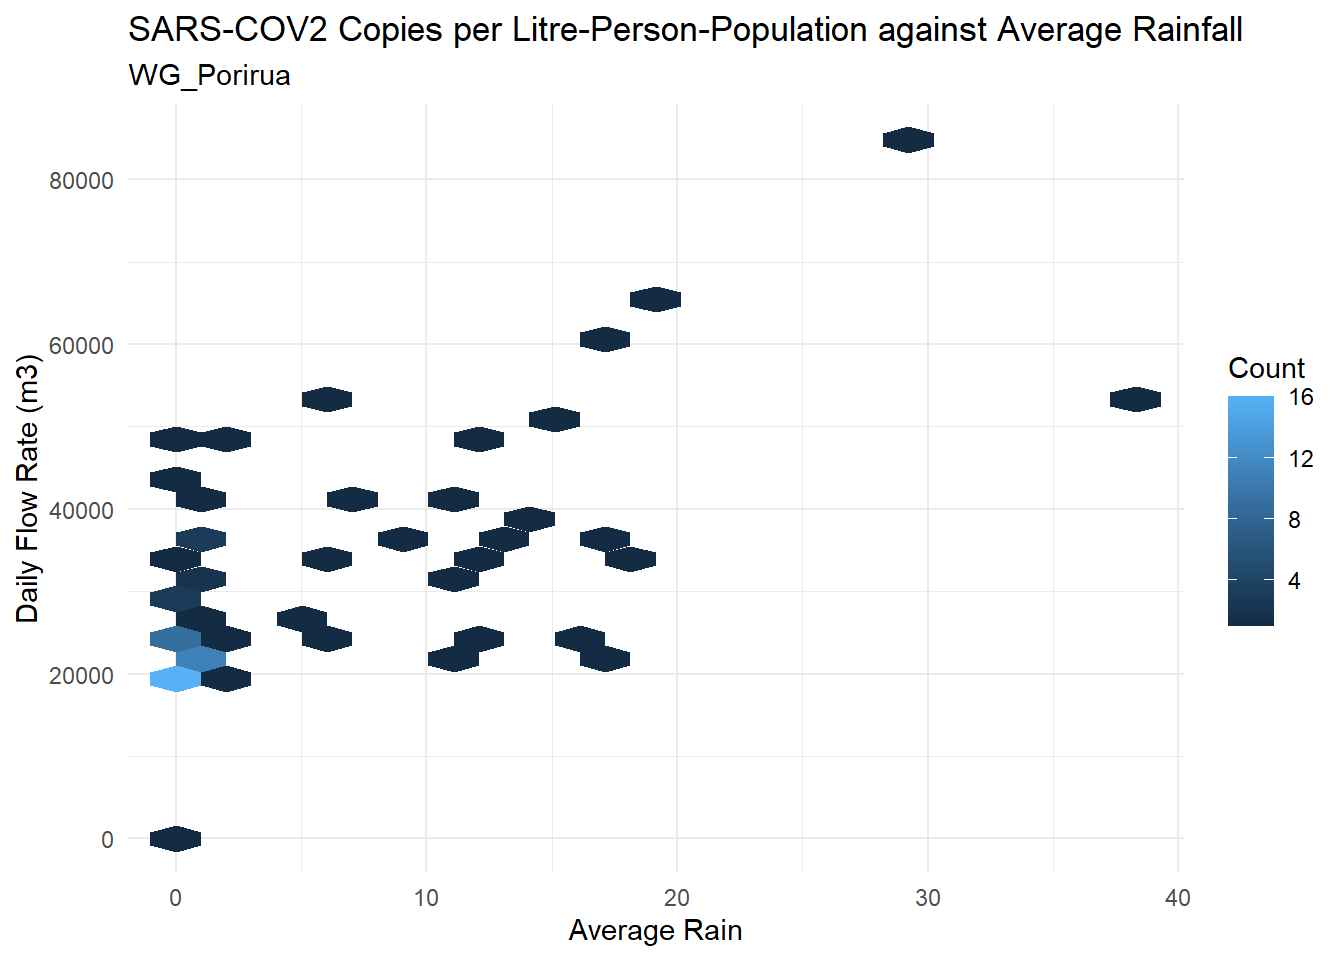 SARS-COV2 Copies per Litre-Person-Population against Average Rainfall
WG_Porirua
Daily Flow Rate (m3)
80000
60000
40000
20000
0
0 10 20 30 40
Average Rain
Count
16
12
8
4